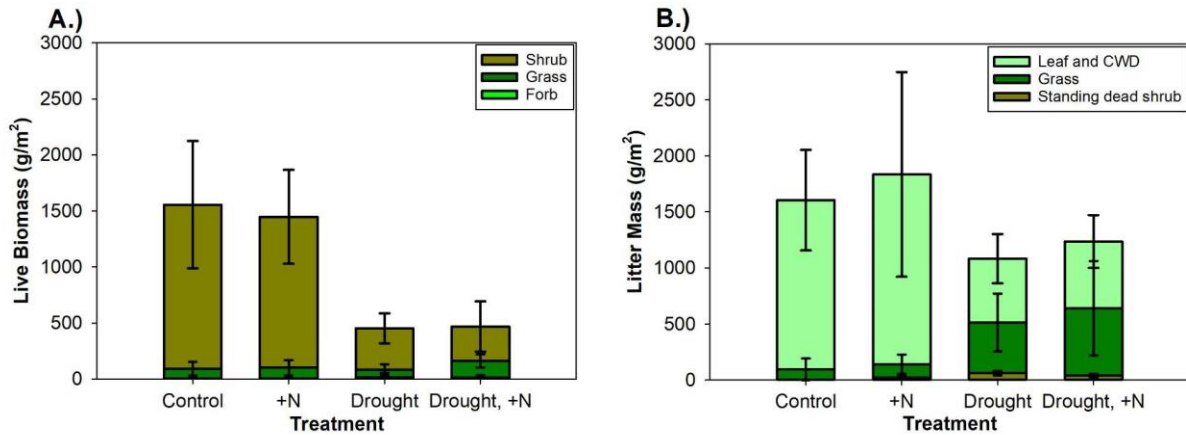 A.)
3000
2500
2000
1500
1000
500
0
Live Biomass (g/m²)
Shrub
Grass
Forb
Control
+N
Drought
Drought, +N
Treatment
B.)
3000
2500
2000
1500
1000
500
0
Litter Mass (g/m²)
Leaf and CWD
Grass
Standing dead shrub
Control
+N
Drought
Drought, +N
Treatment